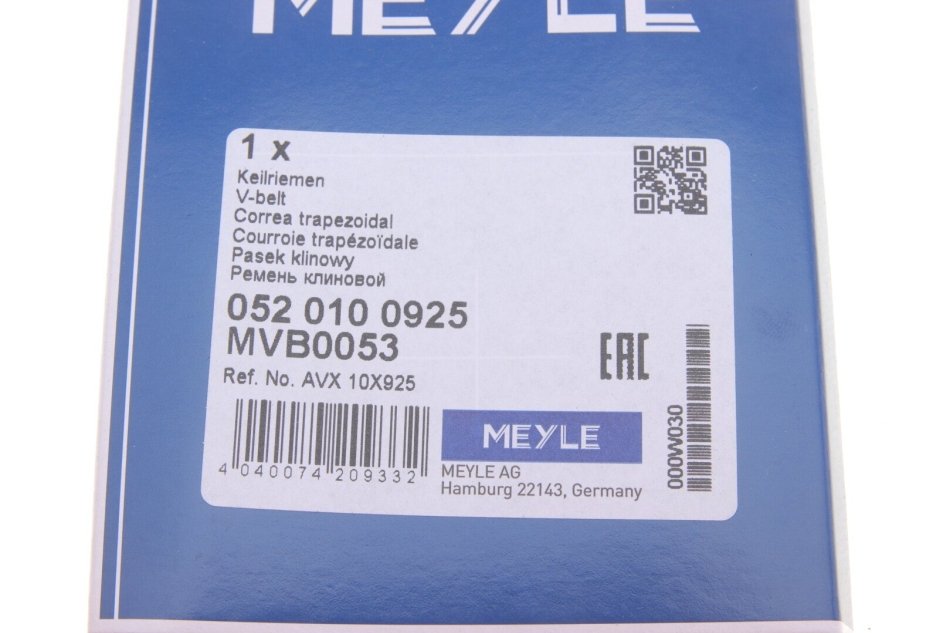 MEYLE
1 x
Keilriemen
V-belt
Correa trapezoidal
Courroie trapézoïdale
Pasek klinowy
Ремень клиновой
052 010 0925
MVB0053
Ref. No. AVX 10X925
EAC
000W030
4 040074 209332
MEYLE
MEYLE AG
Hamburg 22143, Germany